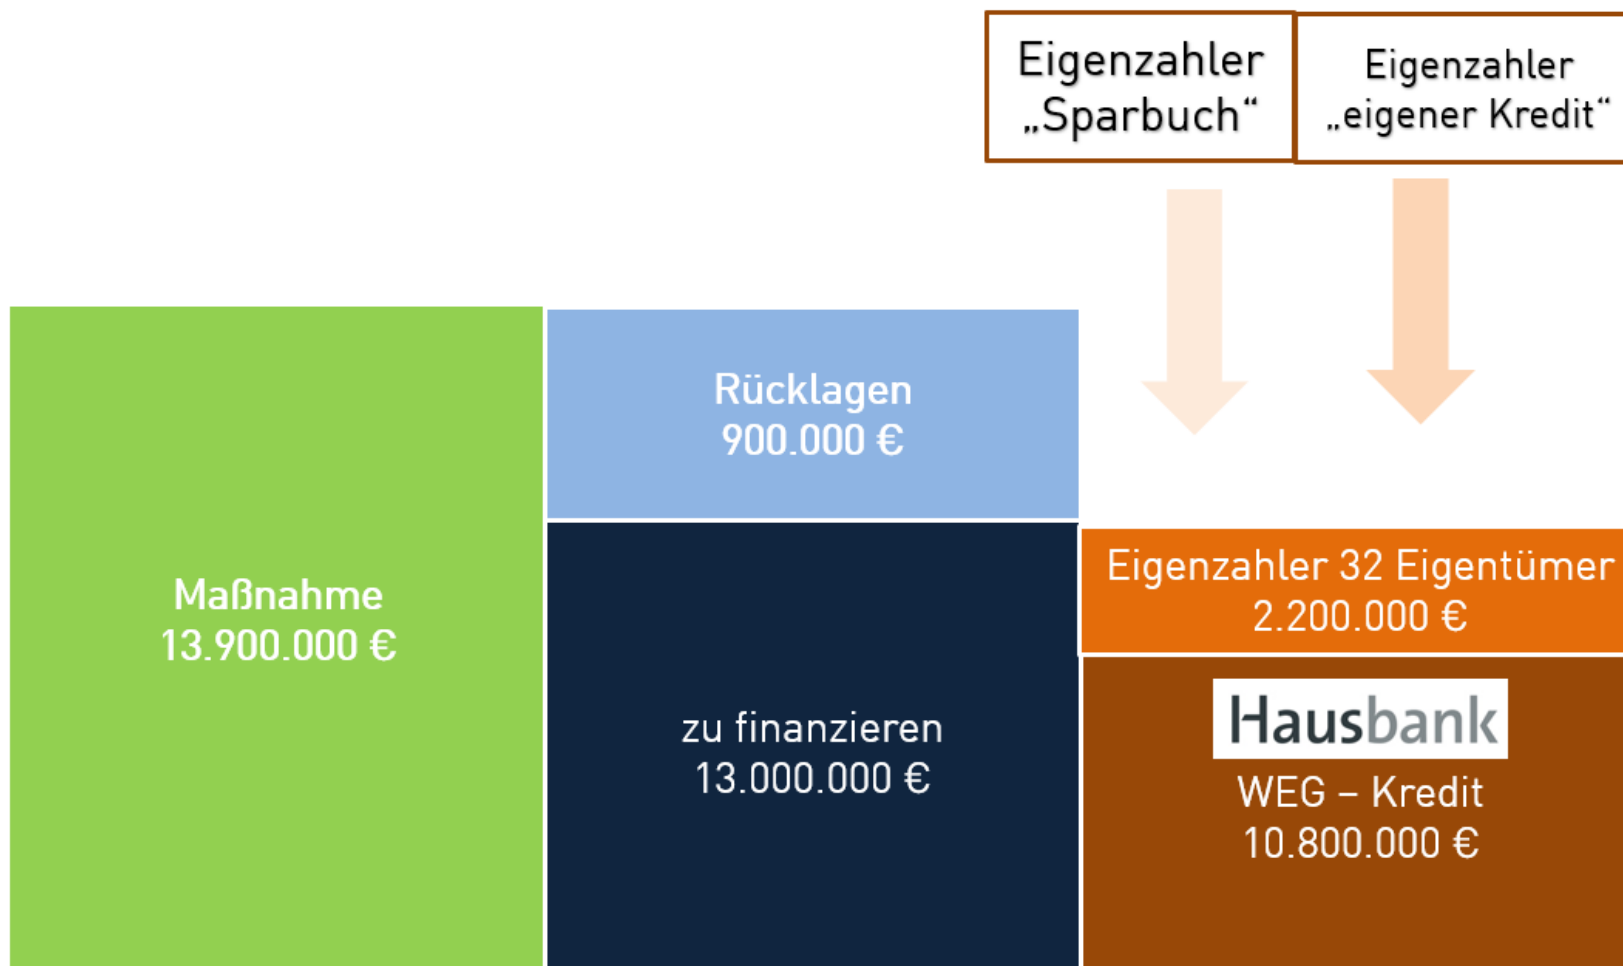 Eigenzahler
„Sparbuch“
Eigenzahler
„eigener Kredit“
Maßnahme
13.900.000 €
Rücklagen
900.000 €
zu finanzieren
13.000.000 €
Eigenzahler 32 Eigentümer
2.200.000 €
Hausbank
WEG – Kredit
10.800.000 €